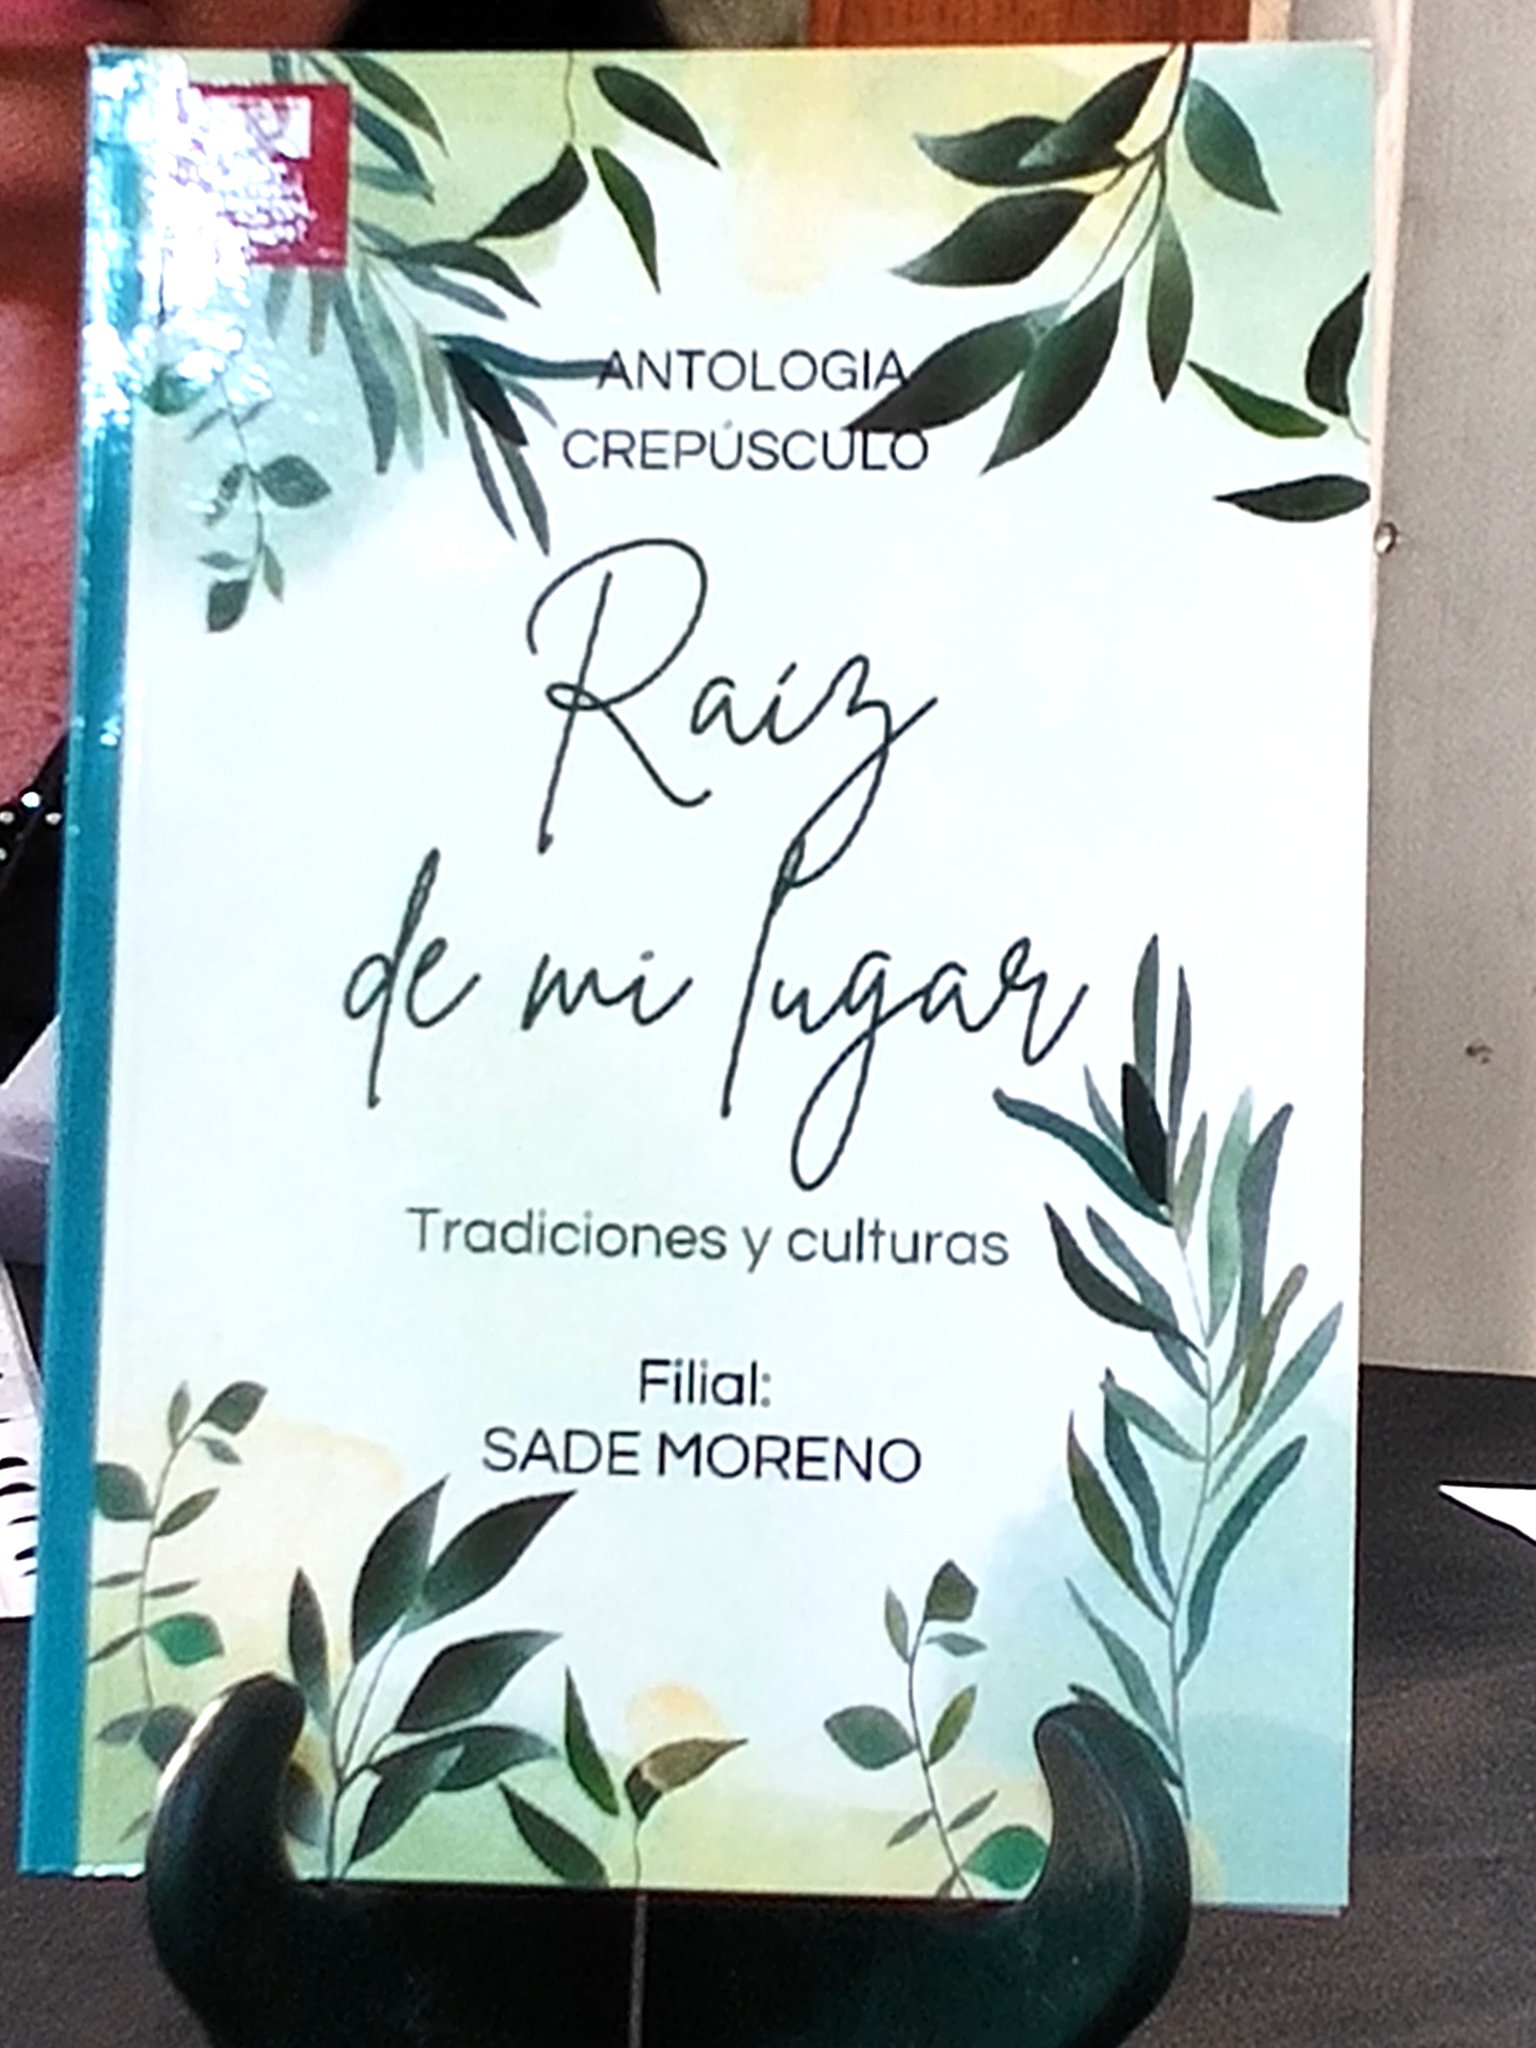 ANTOLOGIA
CREPÚSCULO
Raíz
de mi lugar
Tradiciones y culturas
Filial:
SADE MORENO